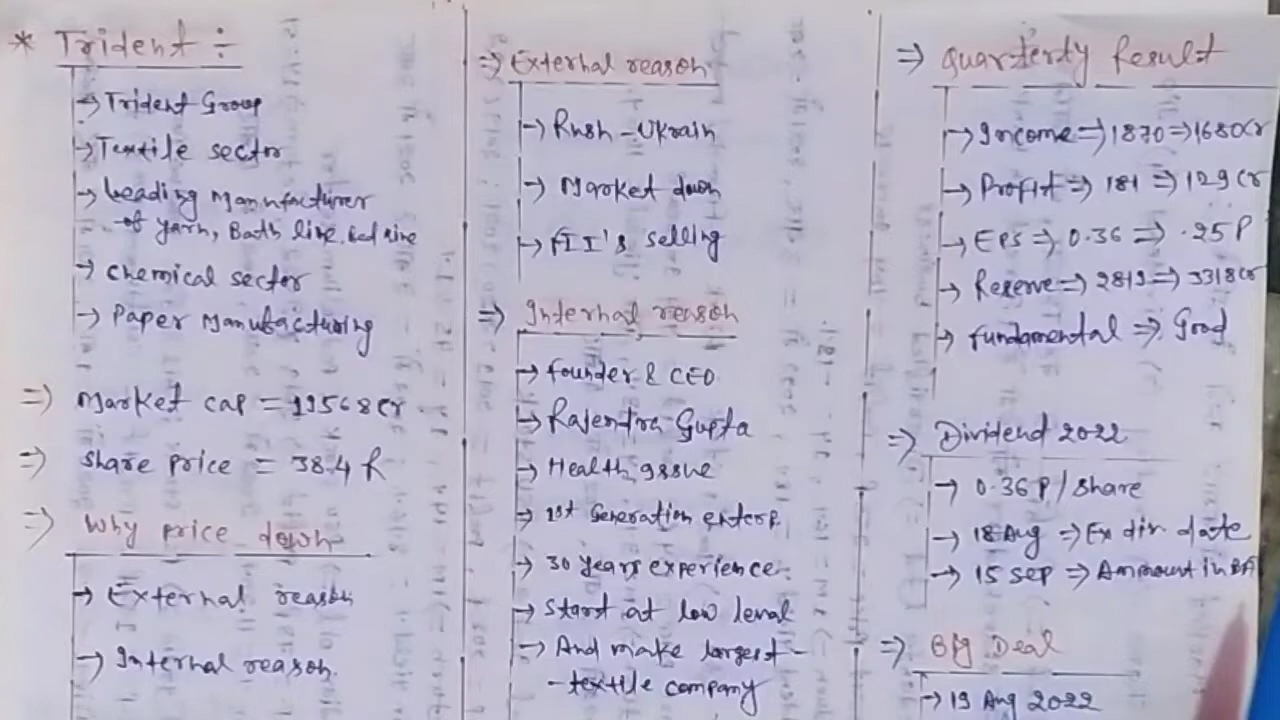 * Trident ÷
→ Trident Group
→ Textile sector
→ Leading Manufacturer
of yarn, Bath line, Bed line
→ Chemical sector
→ Paper Manufacturing
⇒ Market cap = 19568 cr
⇒ Share price = 38.4 R
⇒ Why price down
→ External reason
→ Internal reason.
⇒ External reason
→ Rush - Ukrain
→ Market down
→ FII's selling
⇒ Internal reason
→ founder & CEO
→ Rajendra Gupta
→ Health issue
→ 1st Generation enterp.
→ 30 years experience.
→ Start at low leval
→ And make largest -
- textile company
⇒ Quarterty Result
→ Income ⇒ 1870 ⇒ 1680 cr
→ Profit ⇒ 181 ⇒ 129 cr
→ EPS ⇒ 0.36 ⇒ .25 P
→ Reserve ⇒ 2819 ⇒ 3318 cr
→ fundamental ⇒ Good
⇒ Dividend 2022
→ 0.36 P / Share
→ 18 Aug ⇒ Ex div date
→ 15 Sep ⇒ Ammount in BA
⇒ Big Deal
→ 19 Aug 2022